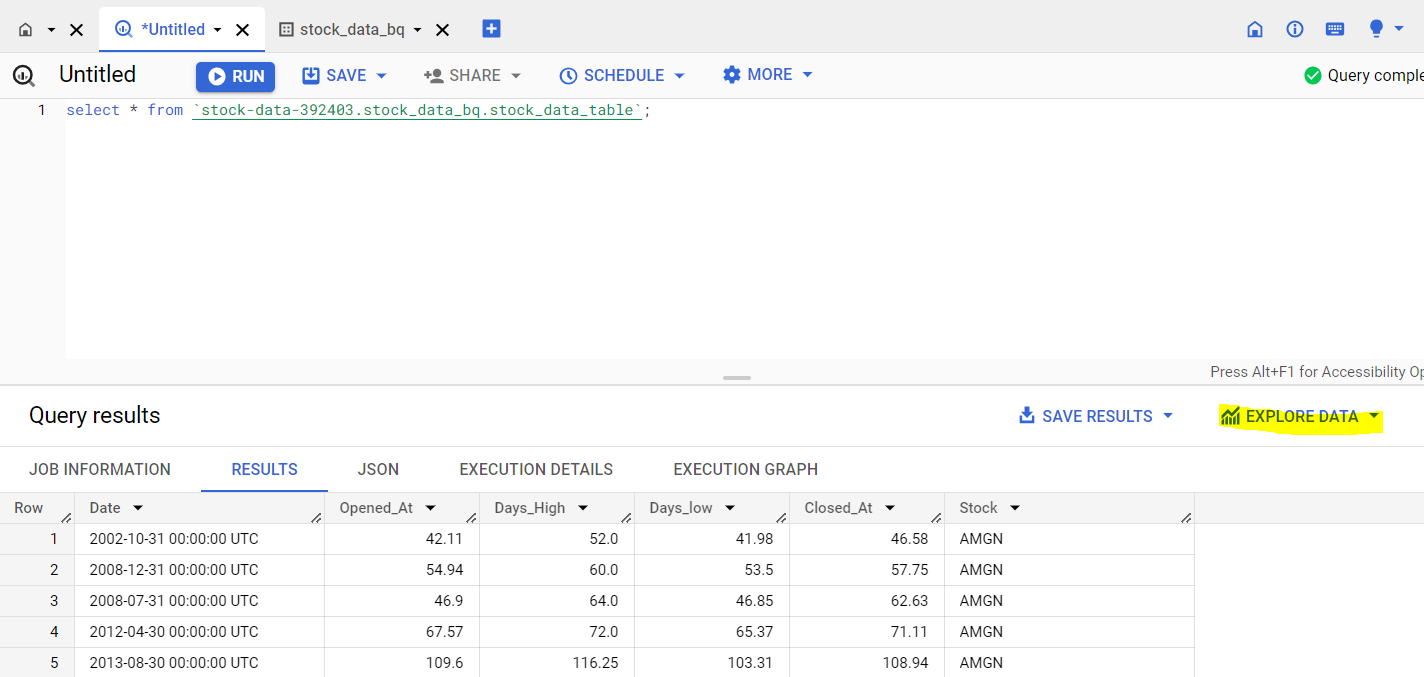 *Untitled stock_data_bq
Untitled RUN SAVE SHARE SCHEDULE MORE Query comple
1 select * from `stock-data-392403.stock_data_bq.stock_data_table`;
Press Alt+F1 for Accessibility Op
Query results SAVE RESULTS EXPLORE DATA
JOB INFORMATION RESULTS JSON EXECUTION DETAILS EXECUTION GRAPH
Row Date Opened_At Days_High Days_low Closed_At Stock
1 2002-10-31 00:00:00 UTC 42.11 52.0 41.98 46.58 AMGN
2 2008-12-31 00:00:00 UTC 54.94 60.0 53.5 57.75 AMGN
3 2008-07-31 00:00:00 UTC 46.9 64.0 46.85 62.63 AMGN
4 2012-04-30 00:00:00 UTC 67.57 72.0 65.37 71.11 AMGN
5 2013-08-30 00:00:00 UTC 109.6 116.25 103.31 108.94 AMGN